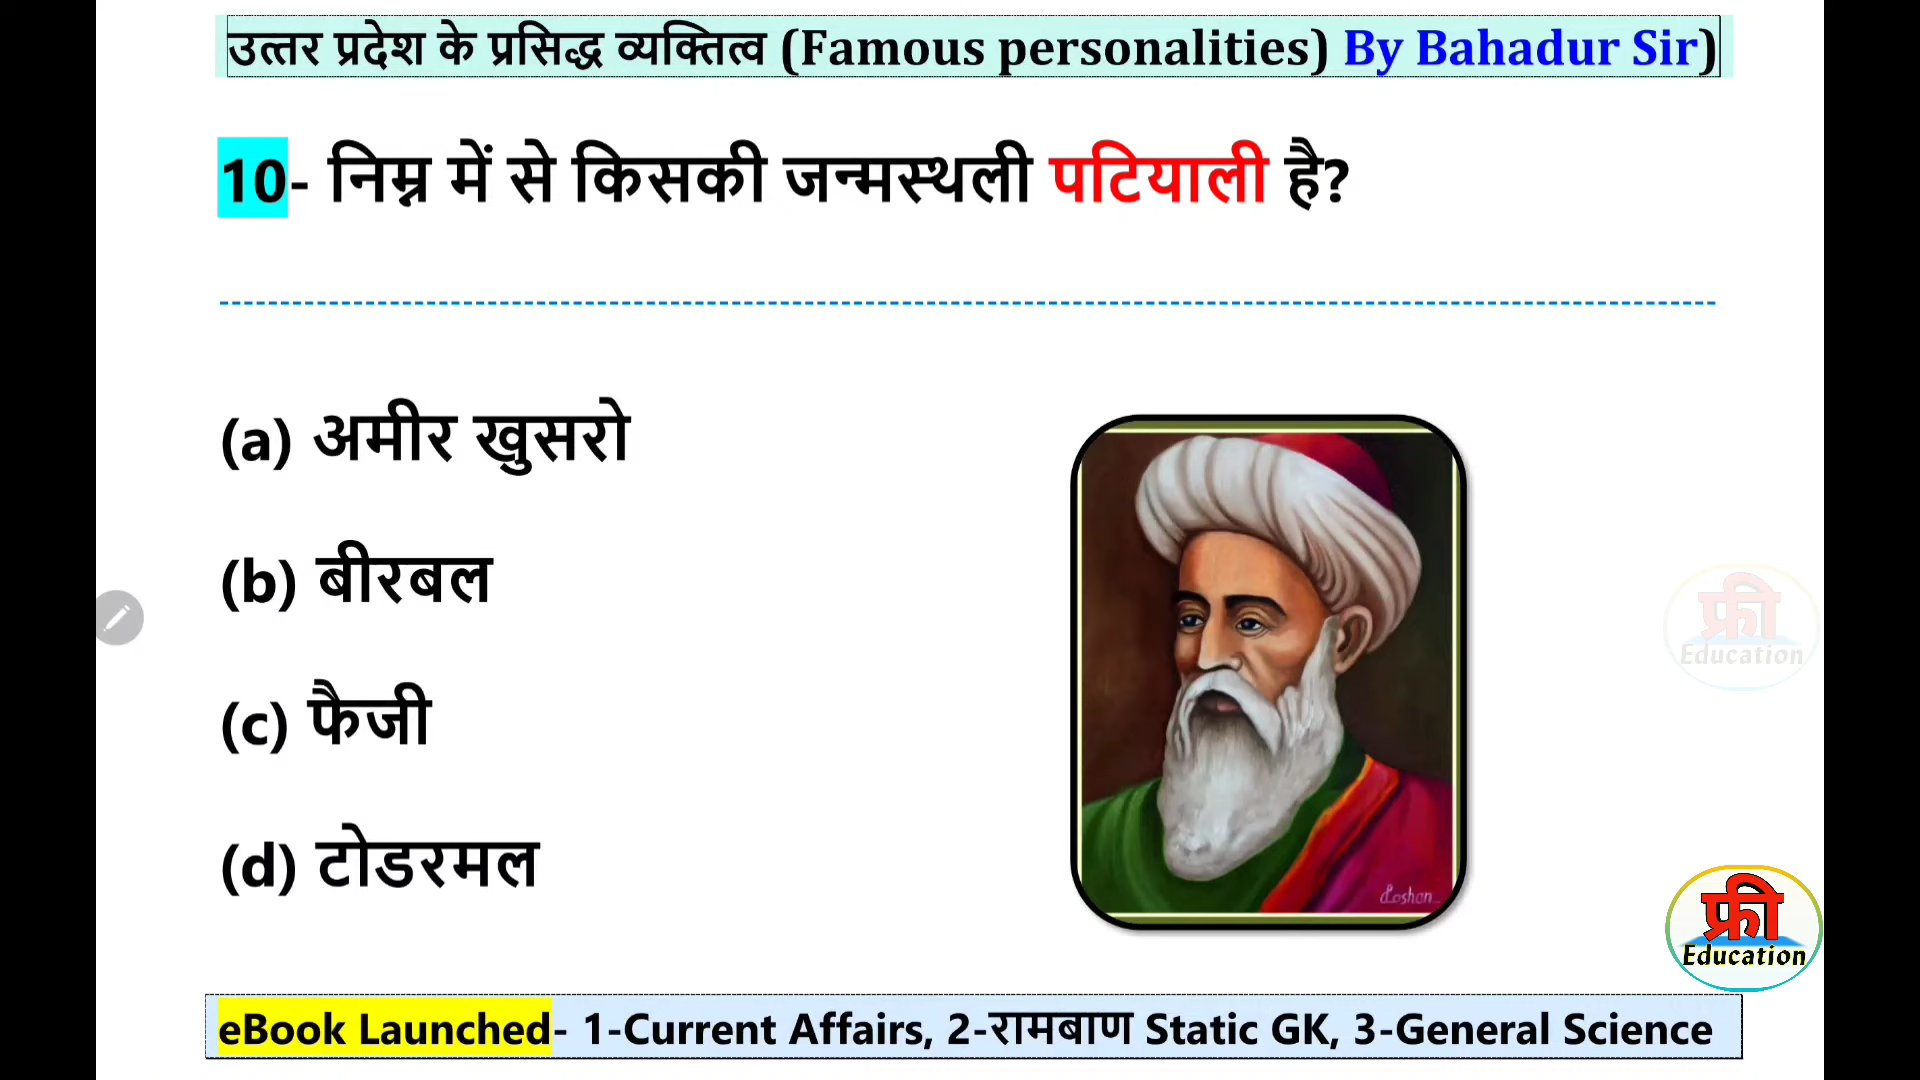 उत्तर प्रदेश के प्रसिद्ध व्यक्तित्व (Famous personalities) By Bahadur Sir)
10- निम्न में से किसकी जन्मस्थली पटियाली है?
(a) अमीर खुसरो
(b) बीरबल
(c) फैजी
(d) टोडरमल
फ्री
Education
फ्री
Education
eBook Launched- 1-Current Affairs, 2-रामबाण Static GK, 3-General Science